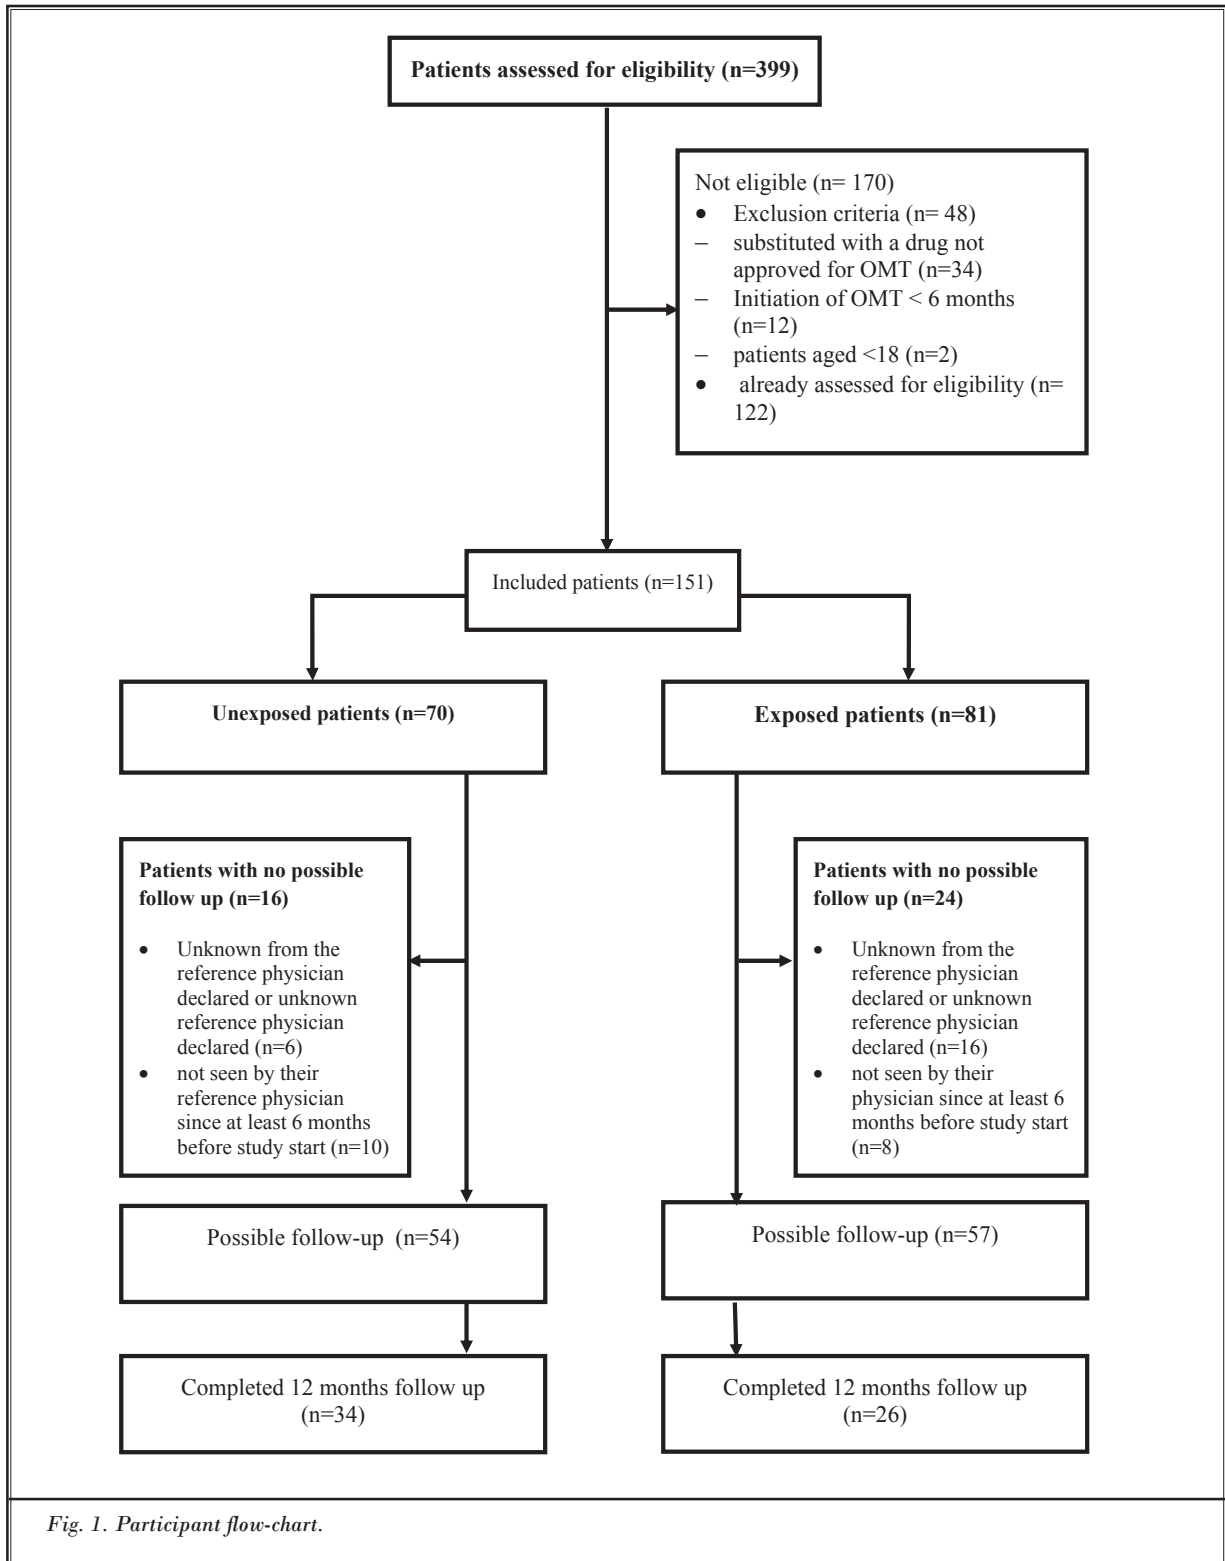 Patients assessed for eligibility (n=399)
Not eligible (n= 170)
• Exclusion criteria (n= 48)
– substituted with a drug not
approved for OMT (n=34)
– Initiation of OMT < 6 months
(n=12)
– patients aged <18 (n=2)
• already assessed for eligibility (n=
122)
Included patients (n=151)
Unexposed patients (n=70)
Exposed patients (n=81)
Patients with no possible
follow up (n=16)
• Unknown from the
reference physician
declared or unknown
reference physician
declared (n=6)
• not seen by their
reference physician
since at least 6 months
before study start (n=10)
Patients with no possible
follow up (n=24)
• Unknown from the
reference physician
declared or unknown
reference physician
declared (n=16)
• not seen by their
physician since at least 6
months before study start
(n=8)
Possible follow-up (n=54)
Possible follow-up (n=57)
Completed 12 months follow up
(n=34)
Completed 12 months follow up
(n=26)
Fig. 1. Participant flow-chart.